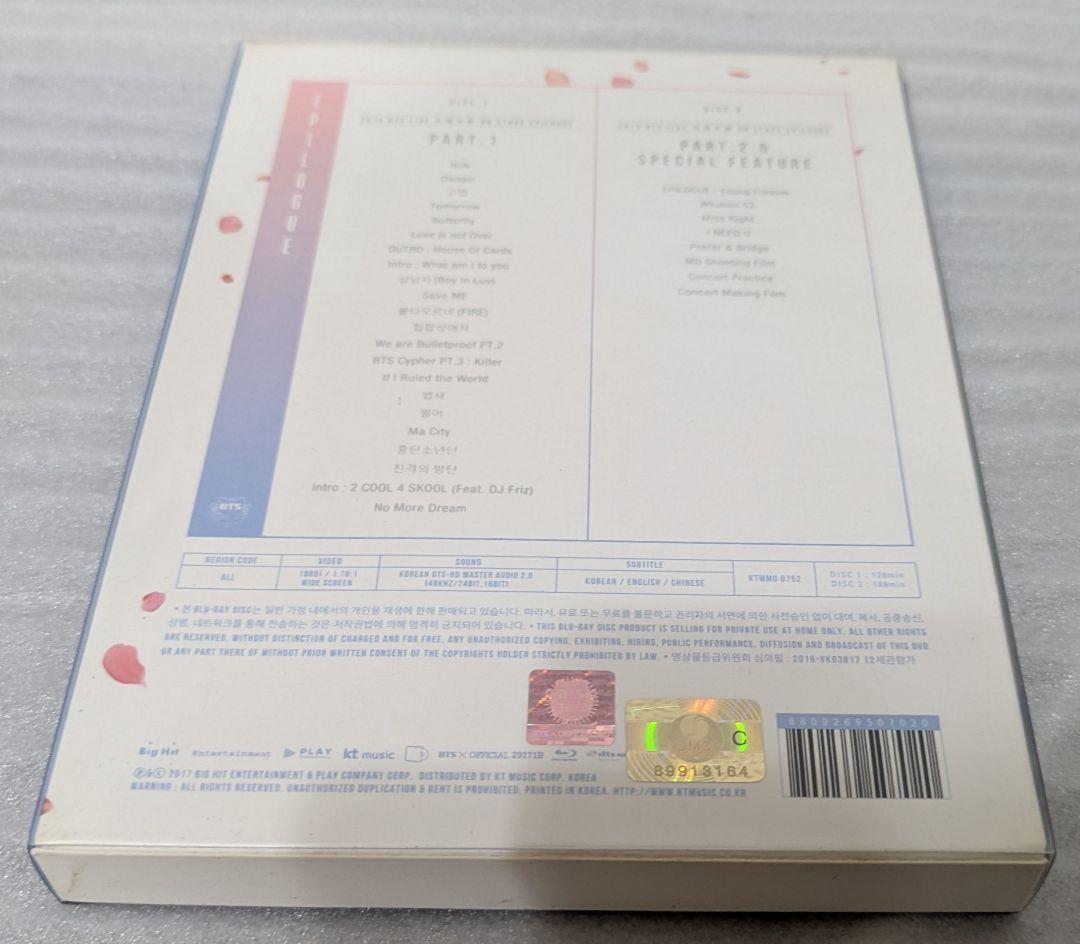 EPILOGUE
BTS
DISC 1
2016 BTS LIVE 花樣年華 ON STAGE EPILOGUE
PART.1
RUN
Danger
고엽
Tomorrow
Butterfly
Love is not Over
OUTRO : House Of Cards
Intro : What am I to you
상남자 (Boy In Luv)
Save ME
불타오르네 (FIRE)
힙합성애자
We are Bulletproof PT.2
BTS Cypher PT.3 : Killer
If I Ruled the World
뱁새
쩔어
Ma City
흥탄소년단
진격의 방탄
Intro : 2 COOL 4 SKOOL (Feat. DJ Friz)
No More Dream
DISC 2
2016 BTS LIVE 花樣年華 ON STAGE EPILOGUE
PART.2 &
SPECIAL FEATURE
EPILOGUE : Young Forever
Whalien 52
Miss Right
I NEED U
Poster & Bridge
MD Shooting Film
Concert Practice
Concert Making Film
REGION CODE VIDEO SOUND SUBTITLE
ALL 1080i / 1.78:1 KOREAN DTS-HD MASTER AUDIO 2.0 KOREAN / ENGLISH / CHINESE KTMMD 0752 DISC 1 : 128min
WIDE SCREEN (48KHZ/24BIT,16BIT) DISC 2 : 189min
* 본 BLU-RAY DISC는 일반 가정 내에서의 개인용 재생에 한해 판매되고 있습니다. 따라서, 유료 또는 무료를 불문하고 권리자의 서면에 의한 사전승인 없이 대여, 복사, 공중송신,
상영, 네트워크를 통해 전송하는 것은 저작권법에 의해 엄격히 금지되어 있습니다. • THIS BLU-RAY DISC PRODUCT IS SELLING FOR PRIVATE USE AT HOME ONLY. ALL OTHER RIGHTS
ARE RESERVED. WITHOUT DISTINCTION OF CHARGED AND FOR FREE, ANY UNAUTHORIZED COPYING, EXHIBITING, HIRING, PUBLIC PERFORMANCE, DIFFUSION AND BROADCAST OF THIS DVD
OR ANY PART THERE OF WITHOUT PRIOR WRITTEN CONSENT OF THE COPYRIGHTS HOLDER STRICTLY PROHIBITED BY LAW. • 영상물등급위원회 심의필 : 2016-VK03817 12세관람가
C
89913164
8809269507020
Big Hit Entertainment PLAY kt music BTS X OFFICIAL 29171B
Ⓟ&© 2017 BIG HIT ENTERTAINMENT & PLAY COMPANY CORP. DISTRIBUTED BY KT MUSIC CORP. KOREA
WARNING : ALL RIGHTS RESERVED. UNAUTHORIZED DUPLICATION & RENT IS PROHIBITED. PRINTED IN KOREA. HTTP://WWW.KTMUSIC.CO.KR